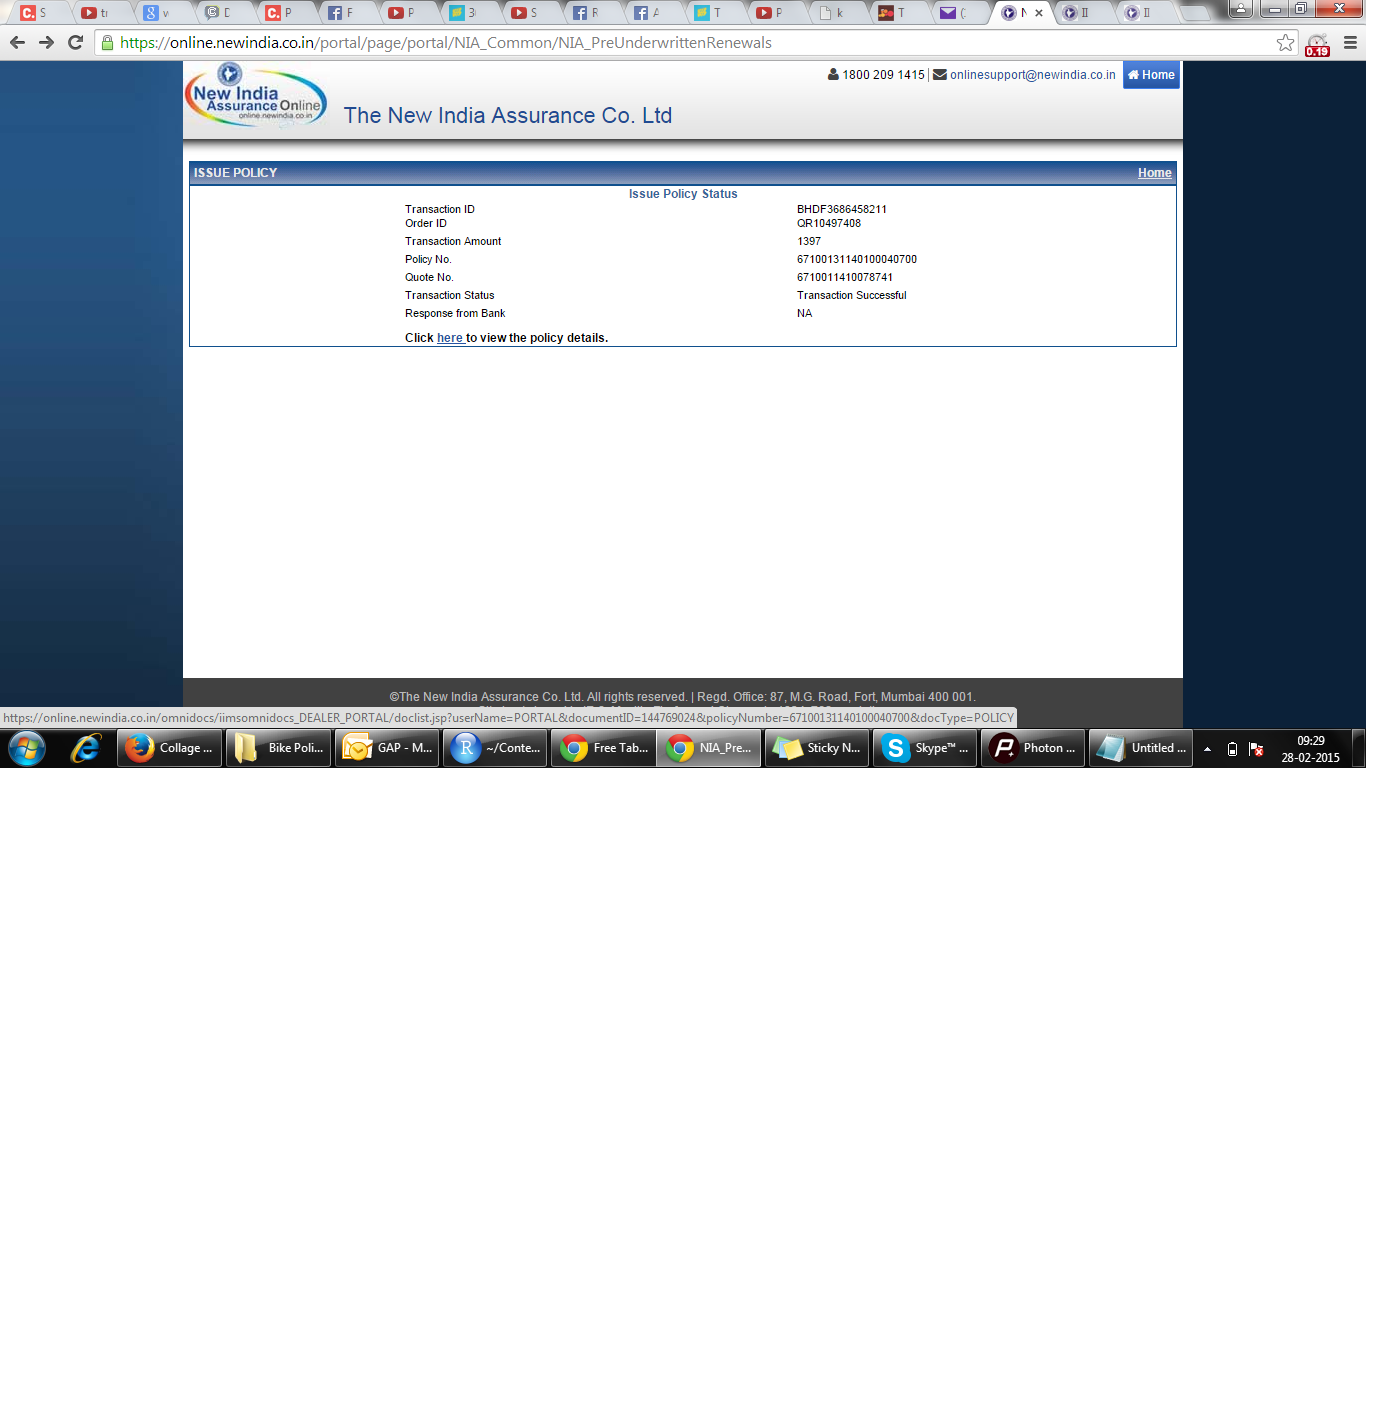 S
tı
D
P
F
P
3
S
F
A
T
P
k
T
(
N
https://online.newindia.co.in/portal/page/portal/NIA_Common/NIA_PreUnderwrittenRenewals
0.19
New India
Assurance Online
online.newindia.co.in
The New India Assurance Co. Ltd
1800 209 1415 | onlinesupport@newindia.co.in Home
ISSUE POLICY Home
Issue Policy Status
Transaction ID BHDF3686458211
Order ID QR10497408
Transaction Amount 1397
Policy No. 67100131140100040700
Quote No. 6710011410078741
Transaction Status Transaction Successful
Response from Bank NA
Click here to view the policy details.
©The New India Assurance Co. Ltd. All rights reserved. | Regd. Office: 87, M.G. Road, Fort, Mumbai 400 001.
https://online.newindia.co.in/omnidocs/iimsomnidocs_DEALER_PORTAL/doclist.jsp?userName=PORTAL&documentID=144769024&policyNumber=67100131140100040700&docType=POLICY
Collage ... Bike Poli... GAP - M... ~/Conte... Free Tab... NIA_Pre... Sticky N... Skype™ ... Photon ... Untitled ...
09:29
28-02-2015